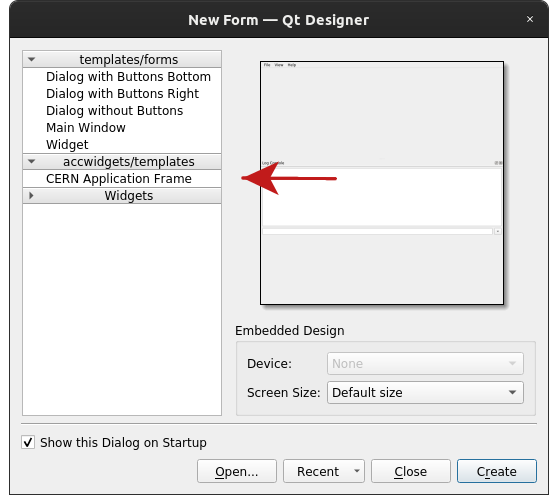 New Form — Qt Designer
×
templates/forms
Dialog with Buttons Bottom
Dialog with Buttons Right
Dialog without Buttons
Main Window
Widget
accwidgets/templates
CERN Application Frame
Widgets
File View Help
Embedded Design
Device: None
Screen Size: Default size
Show this Dialog on Startup
Open... Recent Close Create